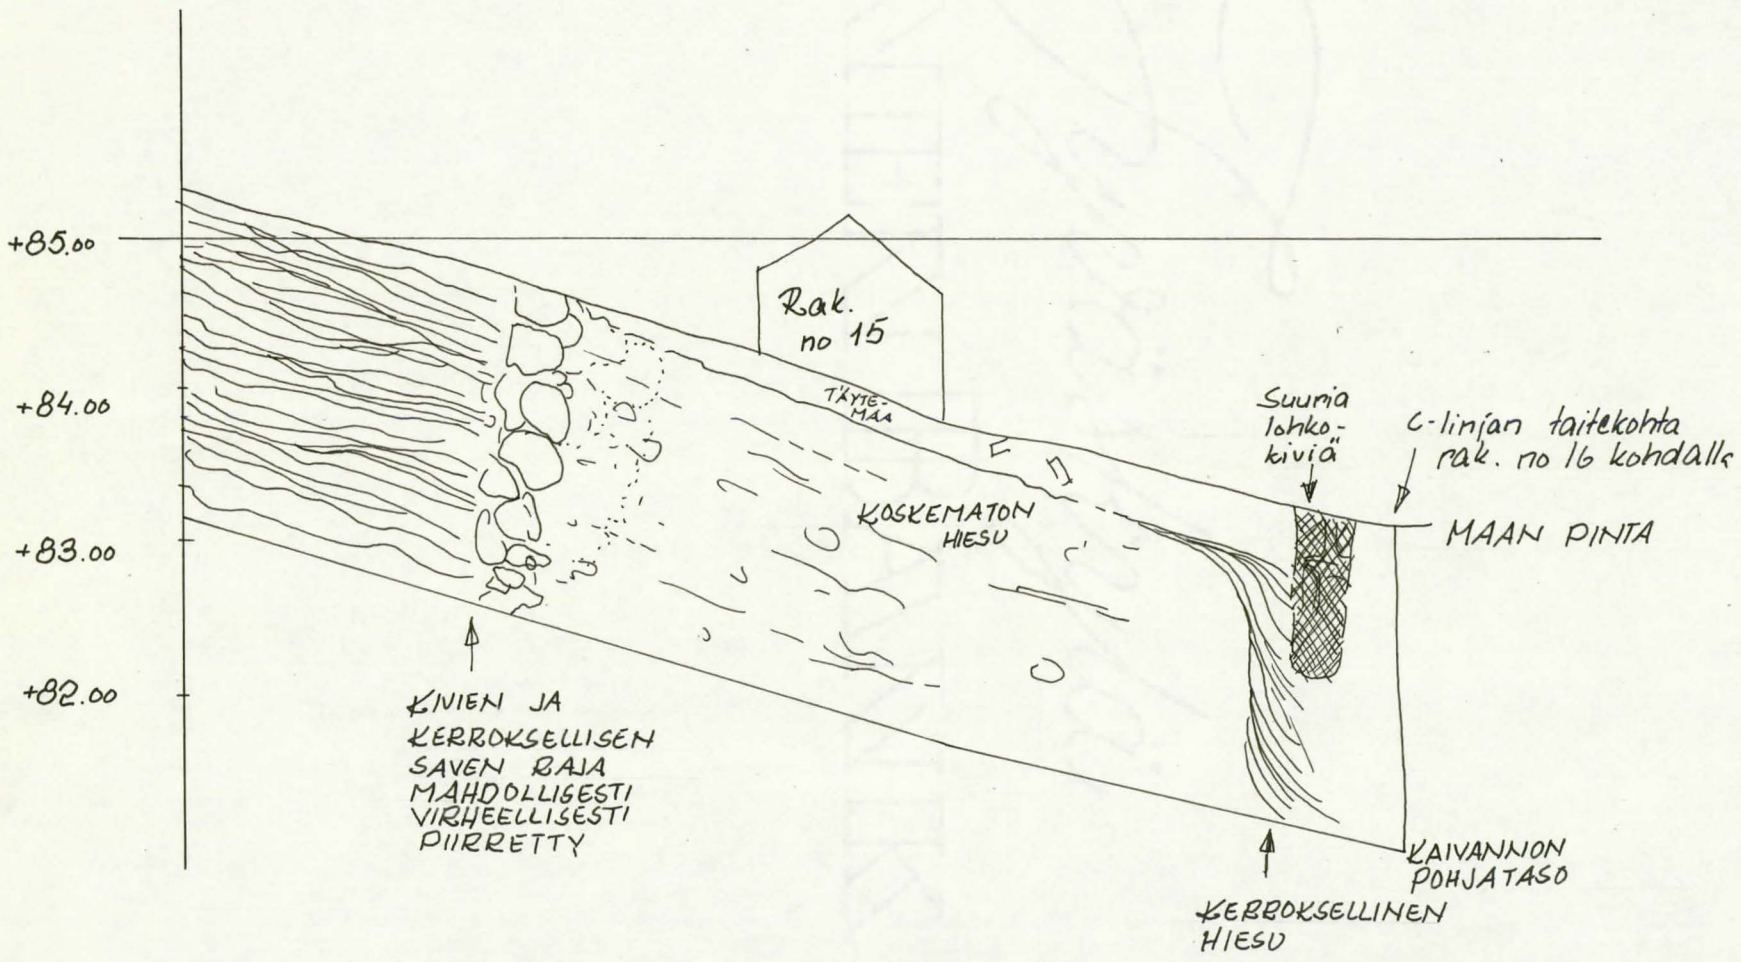 +85.00
Rak.
no 15
+84.00
TÄYTE-
MAA
Suuria
lohko-
kiviä
C-linjan taitekohta
rak. no 16 kohdalla
KOSKEMATON
HIESU
MAAN PINTA
+83.00
+82.00
KIVIEN JA
KERROKSELLISEN
SAVEN RAJA
MAHDOLLISESTI
VIRHEELLISESTI
PIIRRETTY
KAIVANNON
POHJATASO
KERROKSELLINEN
HIESU